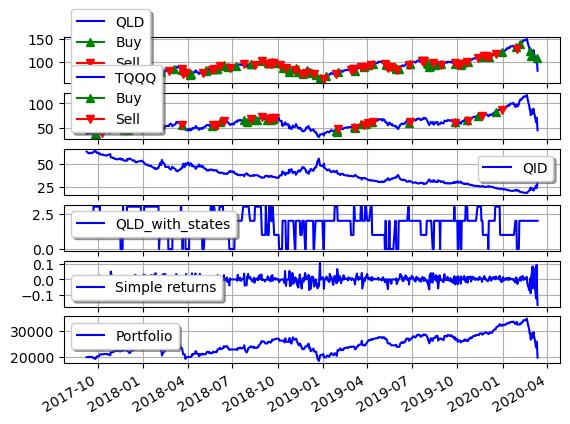 QLD
Buy
Sell
150
100
TQQQ
Buy
Sell
100
50
50
25
QID
2.5
0.0
QLD_with_states
0.1
0.0
−0.1
Simple returns
30000
20000
Portfolio
2017-10
2018-01
2018-04
2018-07
2018-10
2019-01
2019-04
2019-07
2019-10
2020-01
2020-04